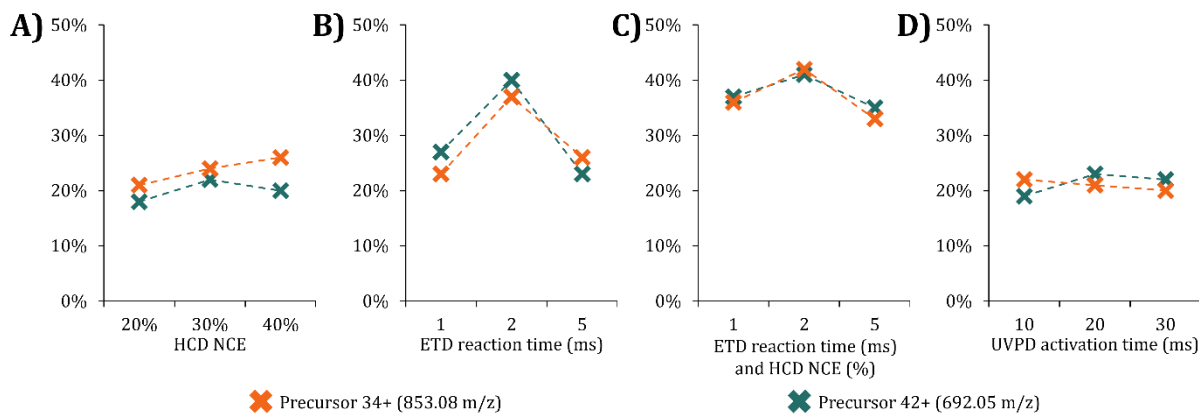 A)
50%
40%
30%
20%
10%
0%
20% 30% 40%
HCD NCE
B)
50%
40%
30%
20%
10%
0%
1 2 5
ETD reaction time (ms)
C)
50%
40%
30%
20%
10%
0%
1 2 5
ETD reaction time (ms)
and HCD NCE (%)
D)
50%
40%
30%
20%
10%
0%
10 20 30
UVPD activation time (ms)
Precursor 34+ (853.08 m/z)
Precursor 42+ (692.05 m/z)